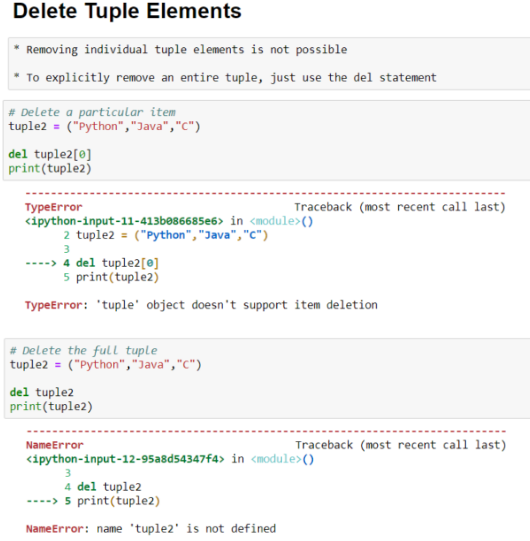 Delete Tuple Elements
* Removing individual tuple elements is not possible
* To explicitly remove an entire tuple, just use the del statement
# Delete a particular item
tuple2 = ("Python","Java","C")
del tuple2[0]
print(tuple2)
---------------------------------------------------------------------------
TypeError Traceback (most recent call last)
<ipython-input-11-413b086685e6> in <module>()
2 tuple2 = ("Python","Java","C")
3
----> 4 del tuple2[0]
5 print(tuple2)
TypeError: 'tuple' object doesn't support item deletion
# Delete the full tuple
tuple2 = ("Python","Java","C")
del tuple2
print(tuple2)
---------------------------------------------------------------------------
NameError Traceback (most recent call last)
<ipython-input-12-95a8d54347f4> in <module>()
3
4 del tuple2
----> 5 print(tuple2)
NameError: name 'tuple2' is not defined